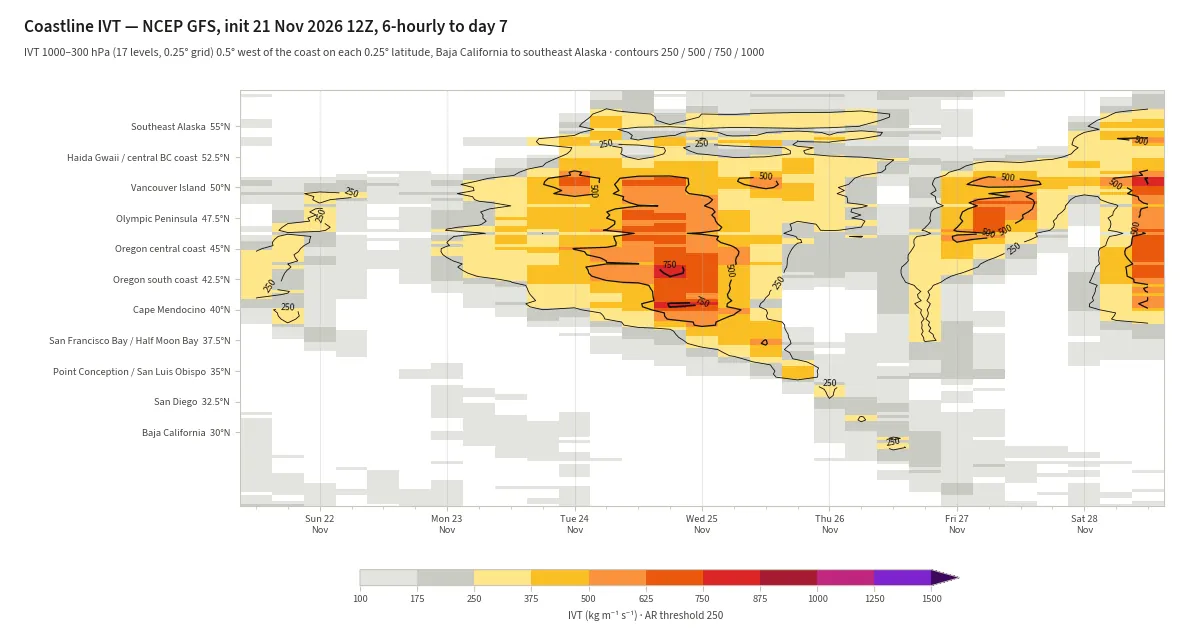 Coastline IVT — NCEP GFS, init 21 Nov 2026 12Z, 6-hourly to day 7
IVT 1000–300 hPa (17 levels, 0.25° grid) 0.5° west of the coast on each 0.25° latitude, Baja California to southeast Alaska · contours 250 / 500 / 750 / 1000
Southeast Alaska 55°N
Haida Gwaii / central BC coast 52.5°N
Vancouver Island 50°N
Olympic Peninsula 47.5°N
Oregon central coast 45°N
Oregon south coast 42.5°N
Cape Mendocino 40°N
San Francisco Bay / Half Moon Bay 37.5°N
Point Conception / San Luis Obispo 35°N
San Diego 32.5°N
Baja California 30°N
250 250 500
500 500 500
250 500 500
250
500 500 500
250
750 500
250 250
250 750
250
250
Sun 22 Mon 23 Tue 24 Wed 25 Thu 26 Fri 27 Sat 28
Nov Nov Nov Nov Nov Nov Nov
100 175 250 375 500 625 750 875 1000 1250 1500
IVT (kg m⁻¹ s⁻¹) · AR threshold 250